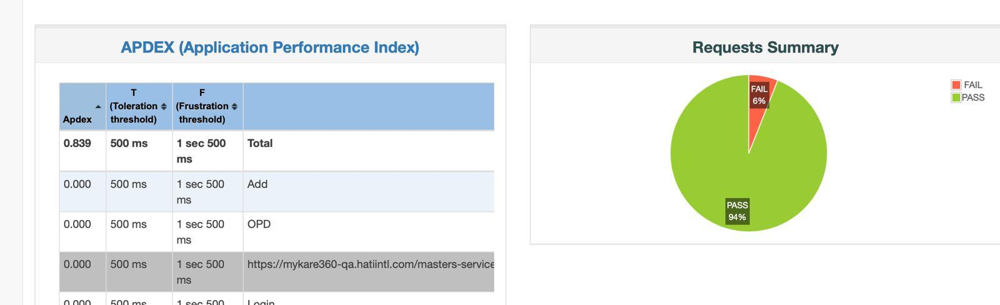 APDEX (Application Performance Index)
Apdex
T
(Toleration
threshold)
F
(Frustration
threshold)
0.839 500 ms 1 sec 500 ms Total
0.000 500 ms 1 sec 500 ms Add
0.000 500 ms 1 sec 500 ms OPD
0.000 500 ms 1 sec 500 ms https://mykare360-qa.hatiintl.com/masters-service
0.000 500 ms 1 sec 500 Login
Requests Summary
FAIL
6%
PASS
94%
FAIL
PASS